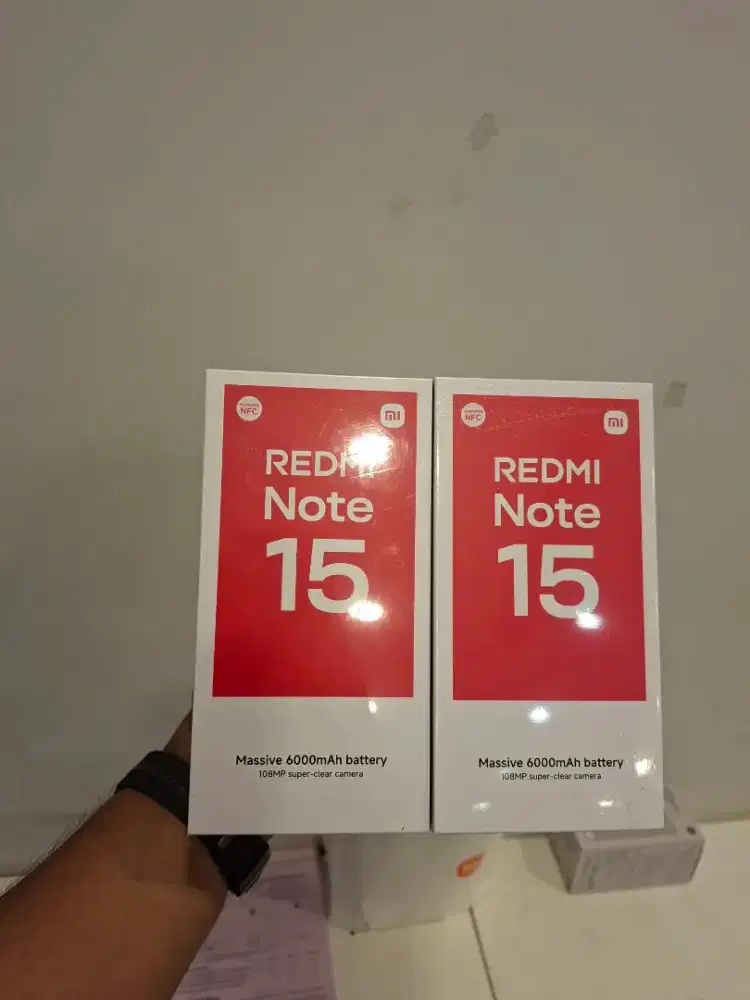 NFC
mi
REDMI
Note
15
Massive 6000mAh battery
108MP super-clear camera
NFC
mi
REDMI
Note
15
Massive 6000mAh battery
108MP super-clear camera